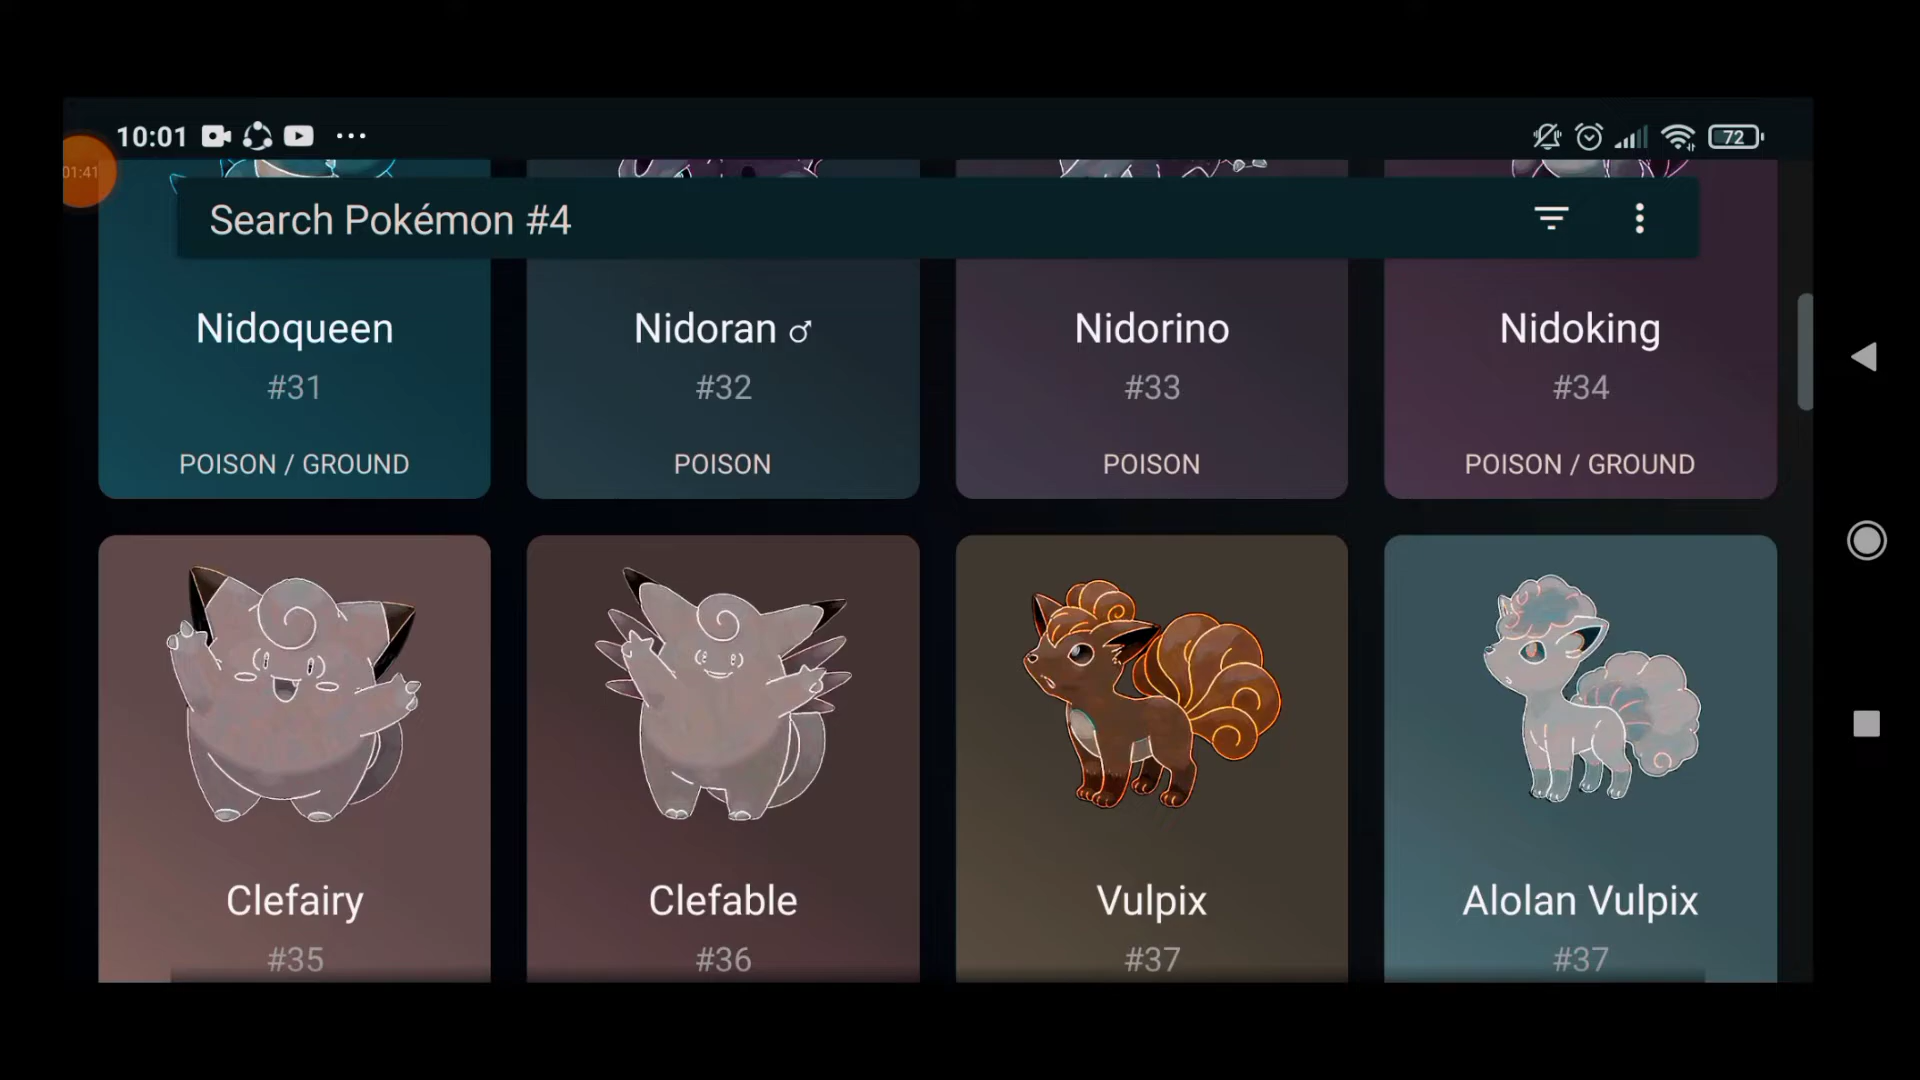 10:01
72
01:41
Search Pokémon #4
Nidoqueen
#31
POISON / GROUND
Nidoran ♂
#32
POISON
Nidorino
#33
POISON
Nidoking
#34
POISON / GROUND
Clefairy
#35
Clefable
#36
Vulpix
#37
Alolan Vulpix
#37